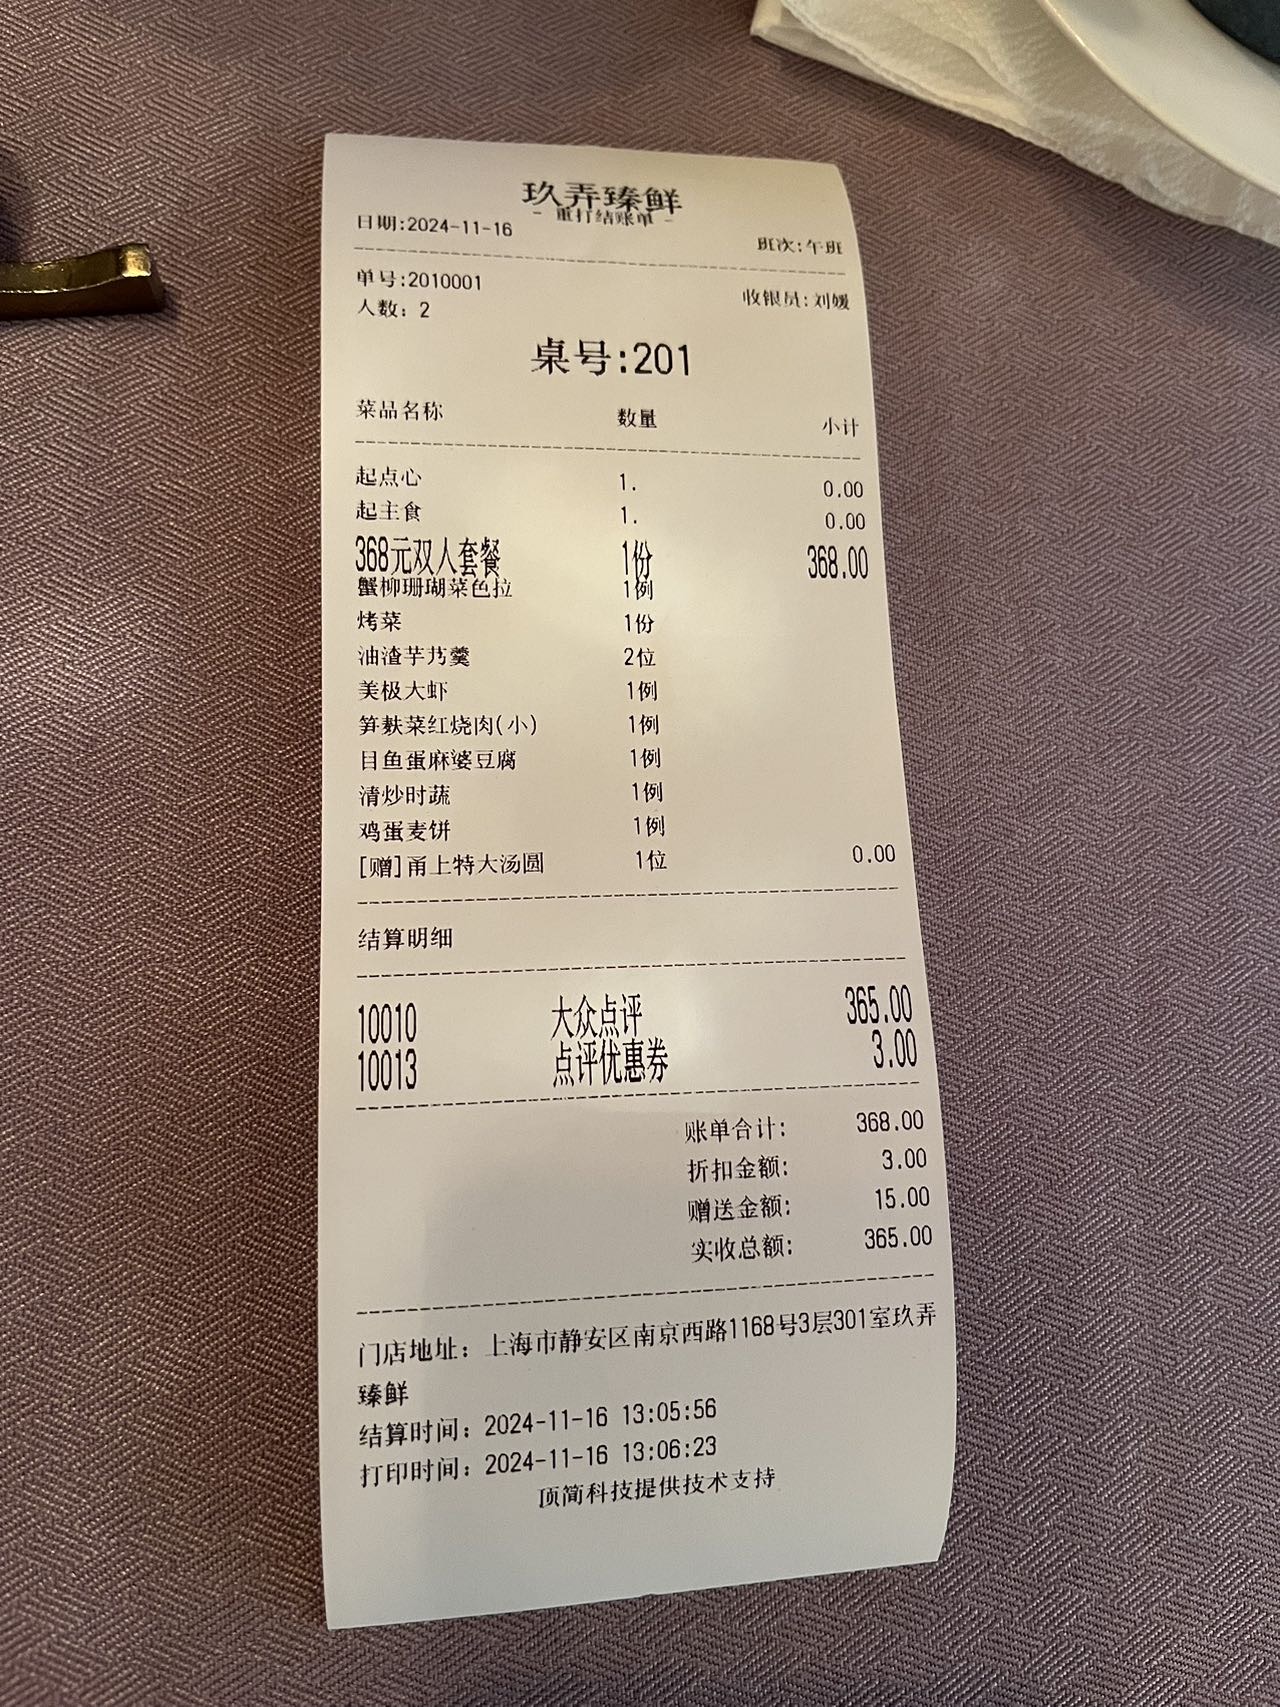 玖弄臻鲜
- 重打结账单 -
日期:2024-11-16 班次:午班
单号:2010001 收银员:刘媛
人数: 2
桌号:201
菜品名称 数量 小计
起点心 1. 0.00
起主食 1. 0.00
368元双人套餐 1份 368.00
蟹柳珊瑚菜色拉 1例
烤菜 1份
油渣芋艿羹 2位
美极大虾 1例
笋麸菜红烧肉(小) 1例
目鱼蛋麻婆豆腐 1例
清炒时蔬 1例
鸡蛋麦饼 1例
[赠]甬上特大汤圆 1位 0.00
结算明细
10010 大众点评 365.00
10013 点评优惠券 3.00
账单合计: 368.00
折扣金额: 3.00
赠送金额: 15.00
实收总额: 365.00
门店地址: 上海市静安区南京西路1168号3层301室玖弄
臻鲜
结算时间: 2024-11-16 13:05:56
打印时间: 2024-11-16 13:06:23
顶简科技提供技术支持